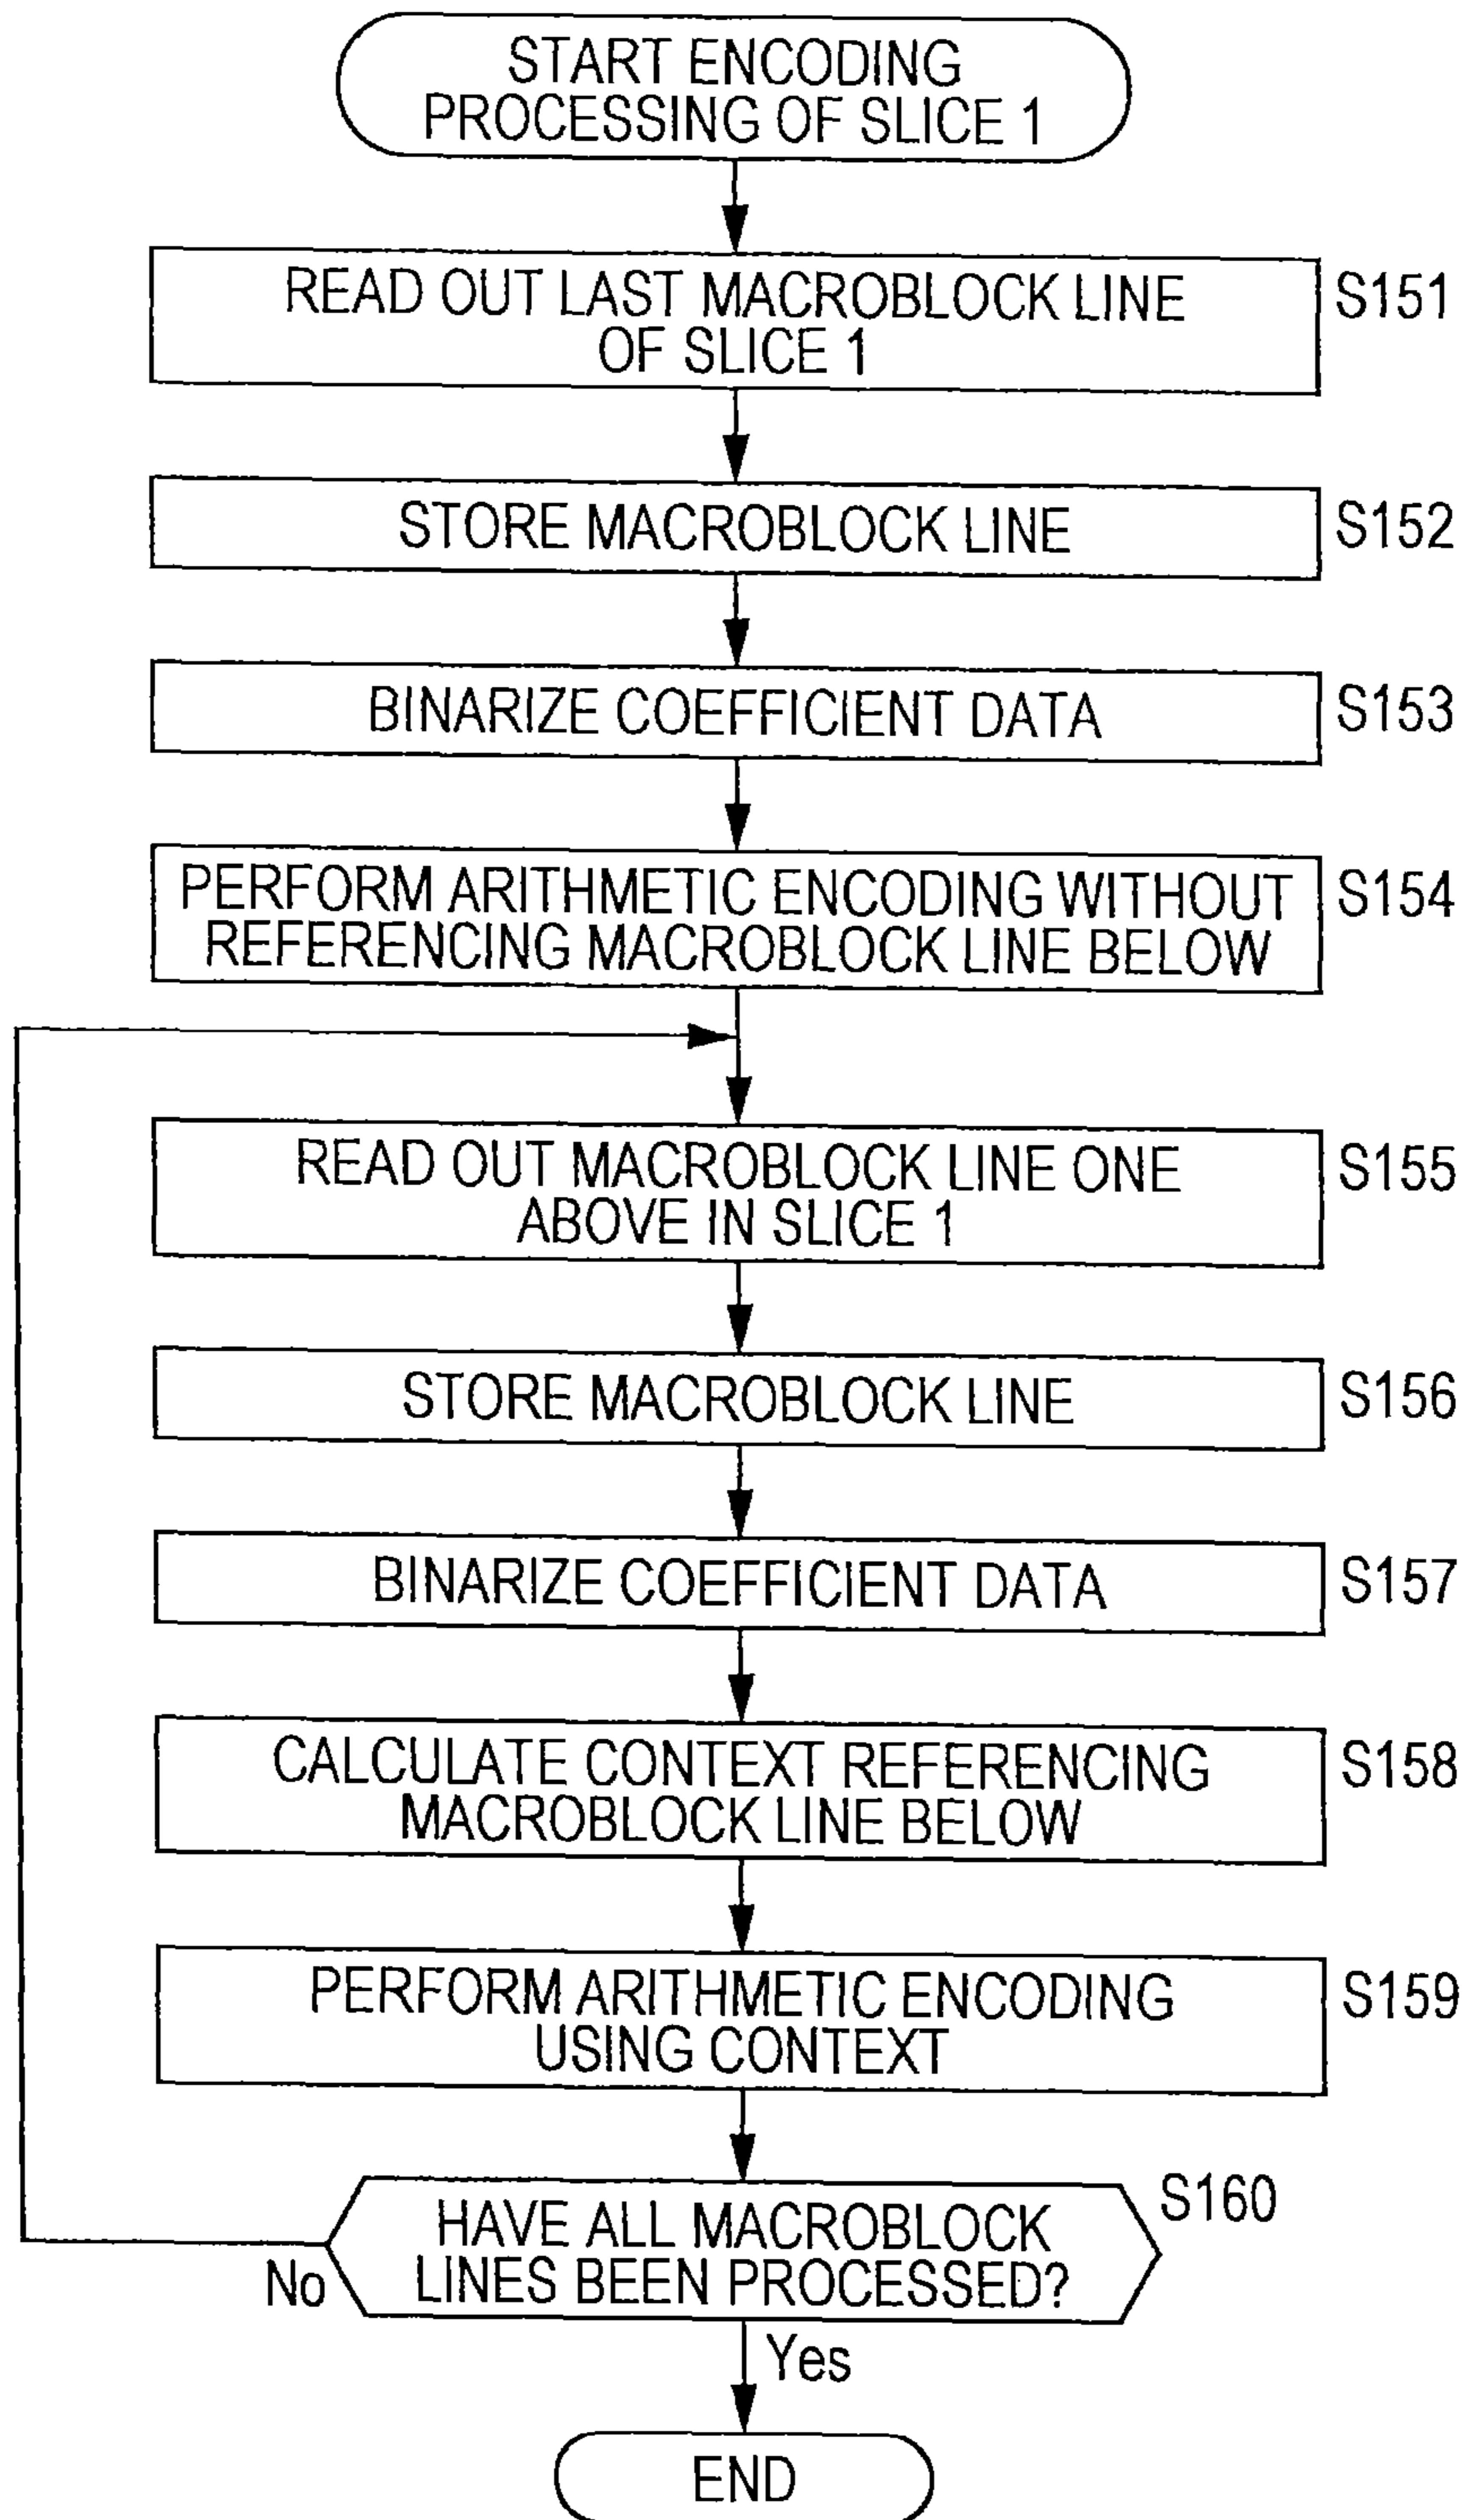 START ENCODING
PROCESSING OF SLICE 1
READ OUT LAST MACROBLOCK LINE
OF SLICE 1
S151
STORE MACROBLOCK LINE
S152
BINARIZE COEFFICIENT DATA
S153
PERFORM ARITHMETIC ENCODING WITHOUT
REFERENCING MACROBLOCK LINE BELOW
S154
READ OUT MACROBLOCK LINE ONE
ABOVE IN SLICE 1
S155
STORE MACROBLOCK LINE
S156
BINARIZE COEFFICIENT DATA
S157
CALCULATE CONTEXT REFERENCING
MACROBLOCK LINE BELOW
S158
PERFORM ARITHMETIC ENCODING
USING CONTEXT
S159
HAVE ALL MACROBLOCK
LINES BEEN PROCESSED?
S160
No
Yes
END